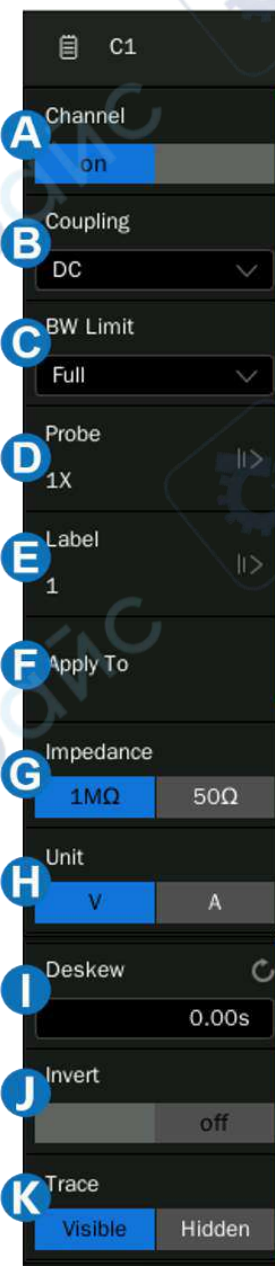 C1
A Channel
on
B Coupling
DC
C BW Limit
Full
D Probe
1X
E Label
1
F Apply To
G Impedance
1MΩ 50Ω
H Unit
V A
I Deskew
0.00s
J Invert
off
K Trace
Visible Hidden